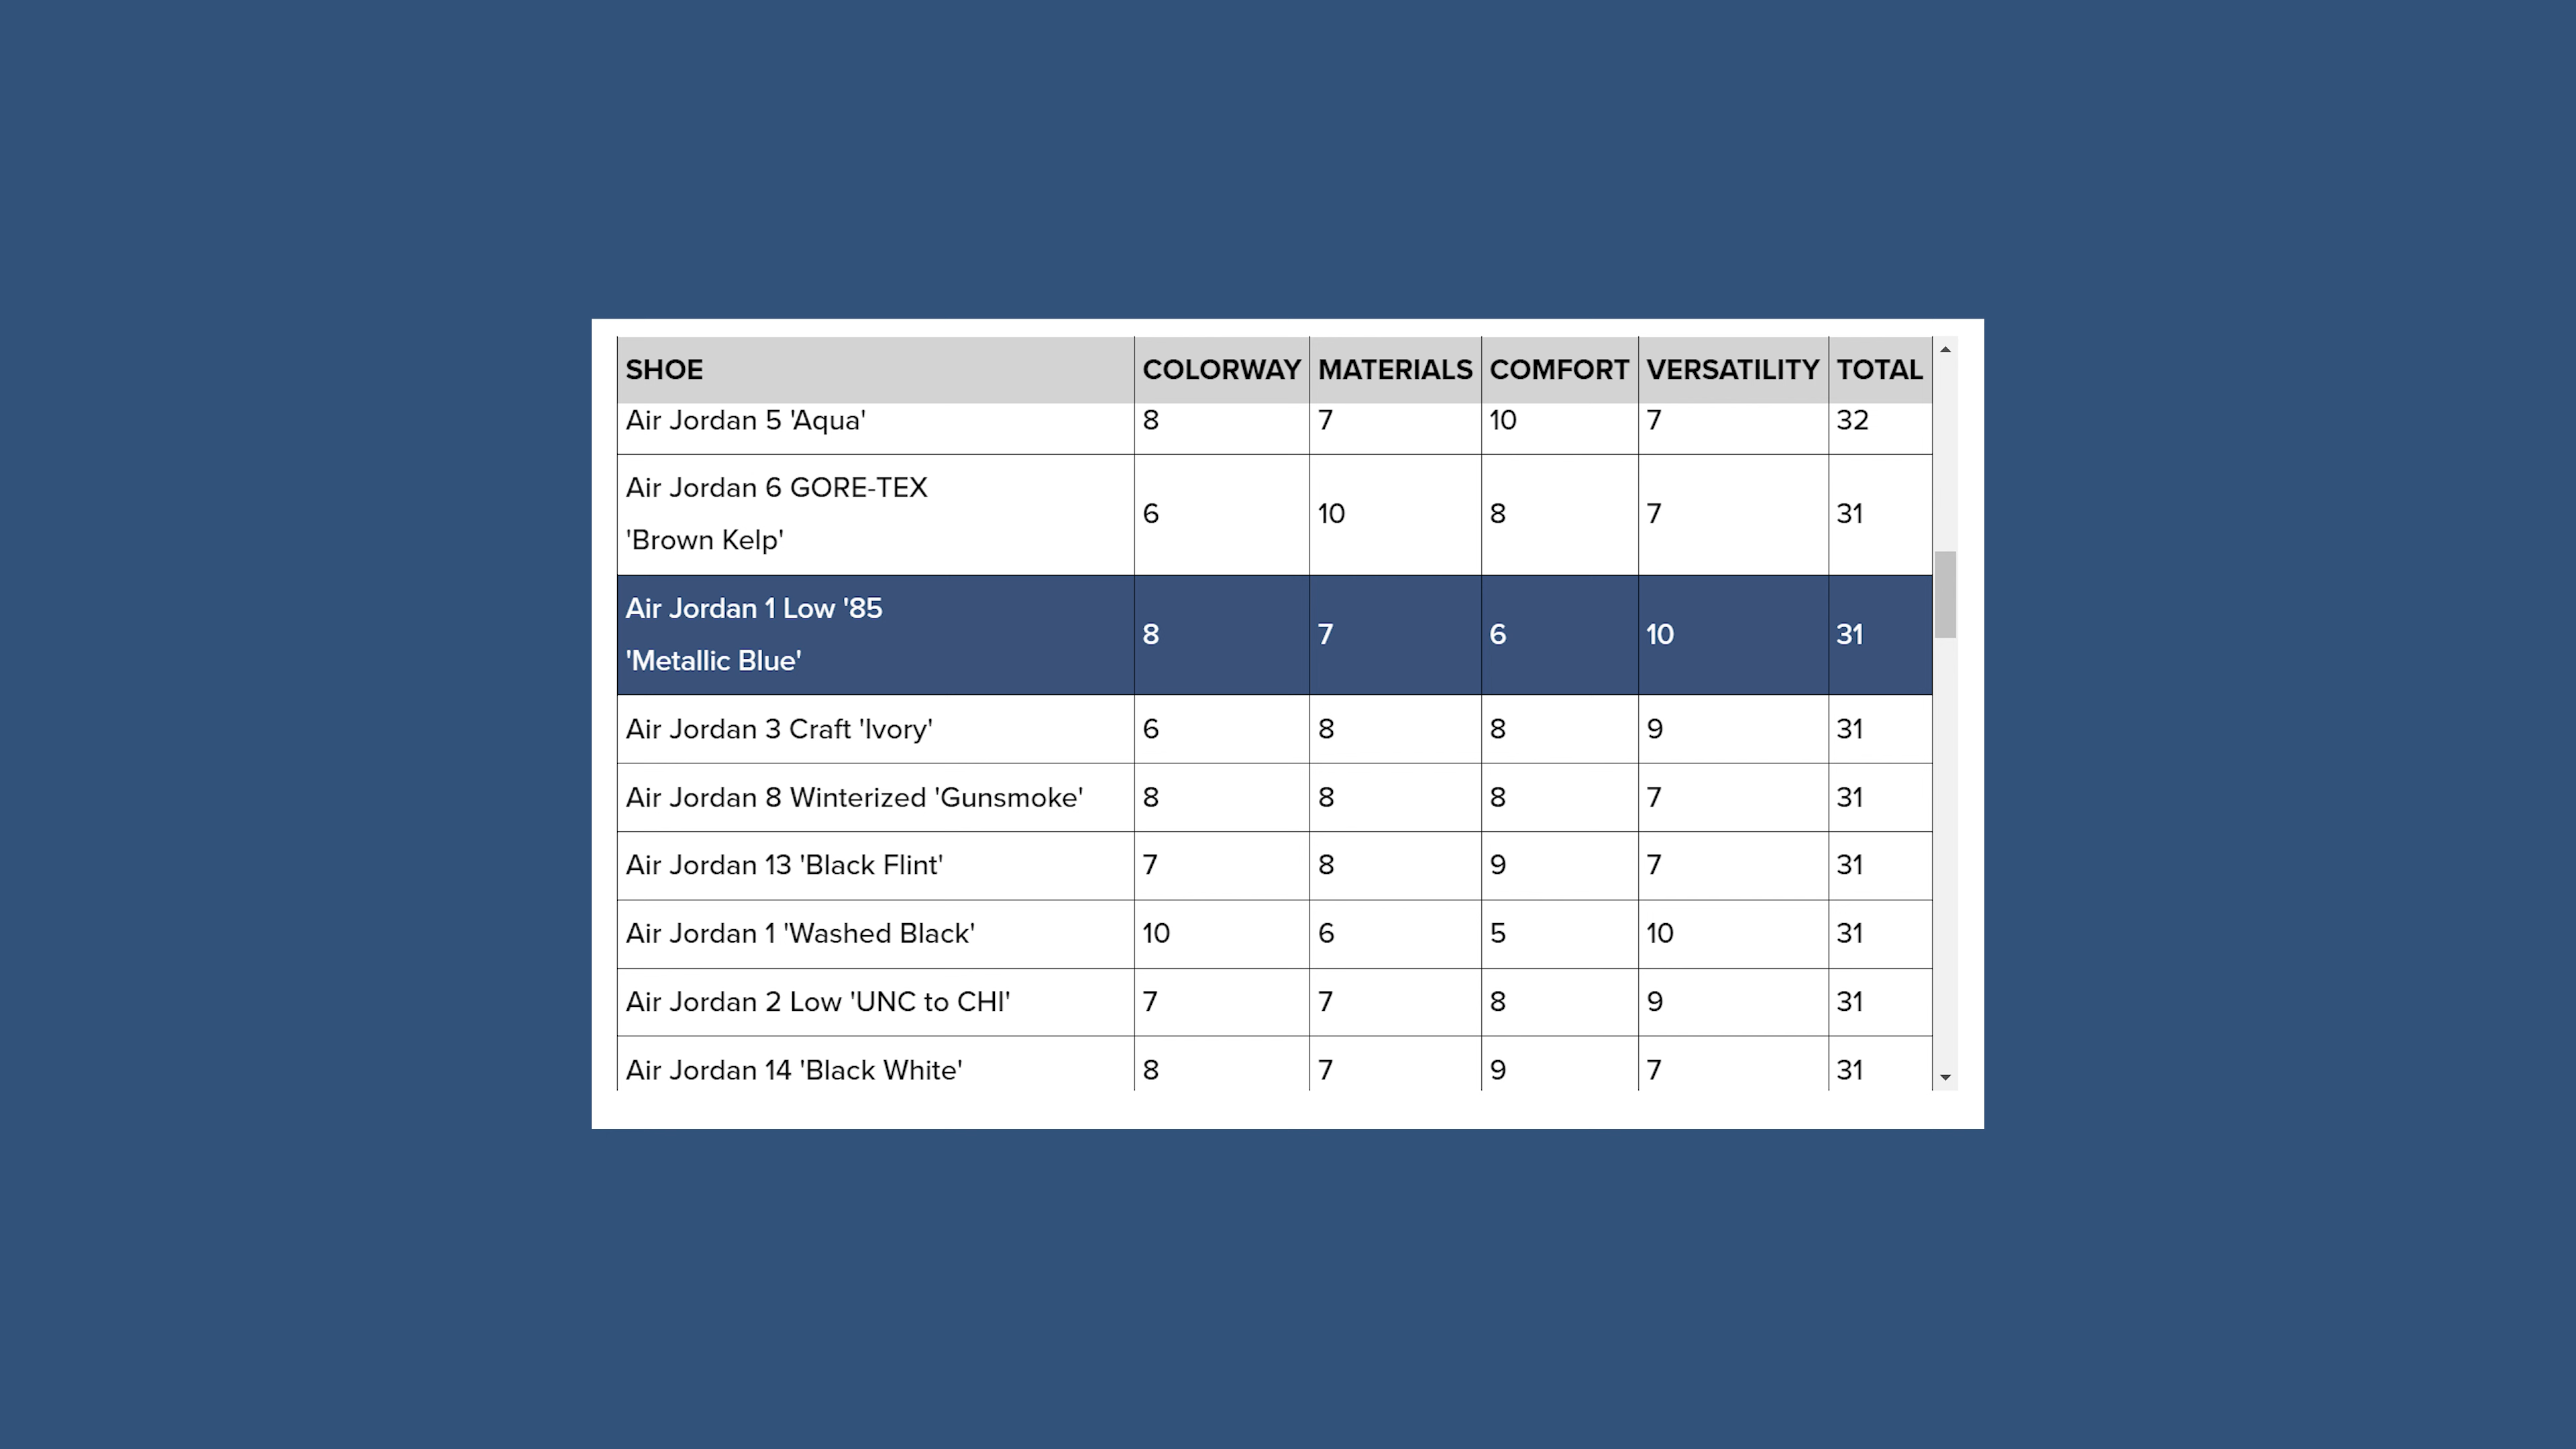 SHOE COLORWAY MATERIALS COMFORT VERSATILITY TOTAL
Air Jordan 5 'Aqua' 8 7 10 7 32
Air Jordan 6 GORE-TEX
'Brown Kelp' 6 10 8 7 31
Air Jordan 1 Low '85
'Metallic Blue' 8 7 6 10 31
Air Jordan 3 Craft 'Ivory' 6 8 8 9 31
Air Jordan 8 Winterized 'Gunsmoke' 8 8 8 7 31
Air Jordan 13 'Black Flint' 7 8 9 7 31
Air Jordan 1 'Washed Black' 10 6 5 10 31
Air Jordan 2 Low 'UNC to CHI' 7 7 8 9 31
Air Jordan 14 'Black White' 8 7 9 7 31